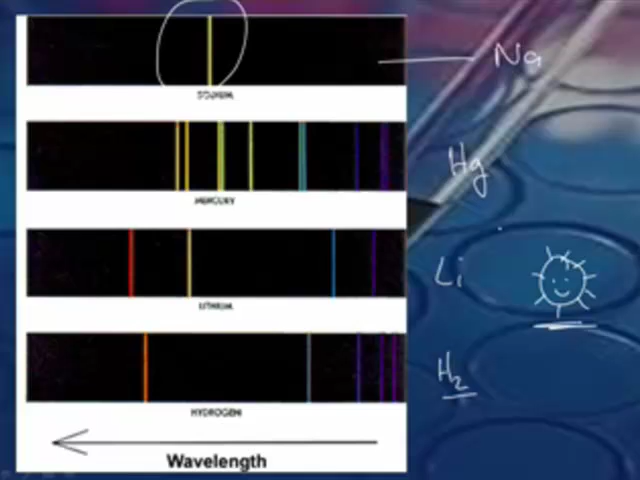 Na
SODIUM
Hg
MERCURY
Li
LITHIUM
H2
HYDROGEN
Wavelength